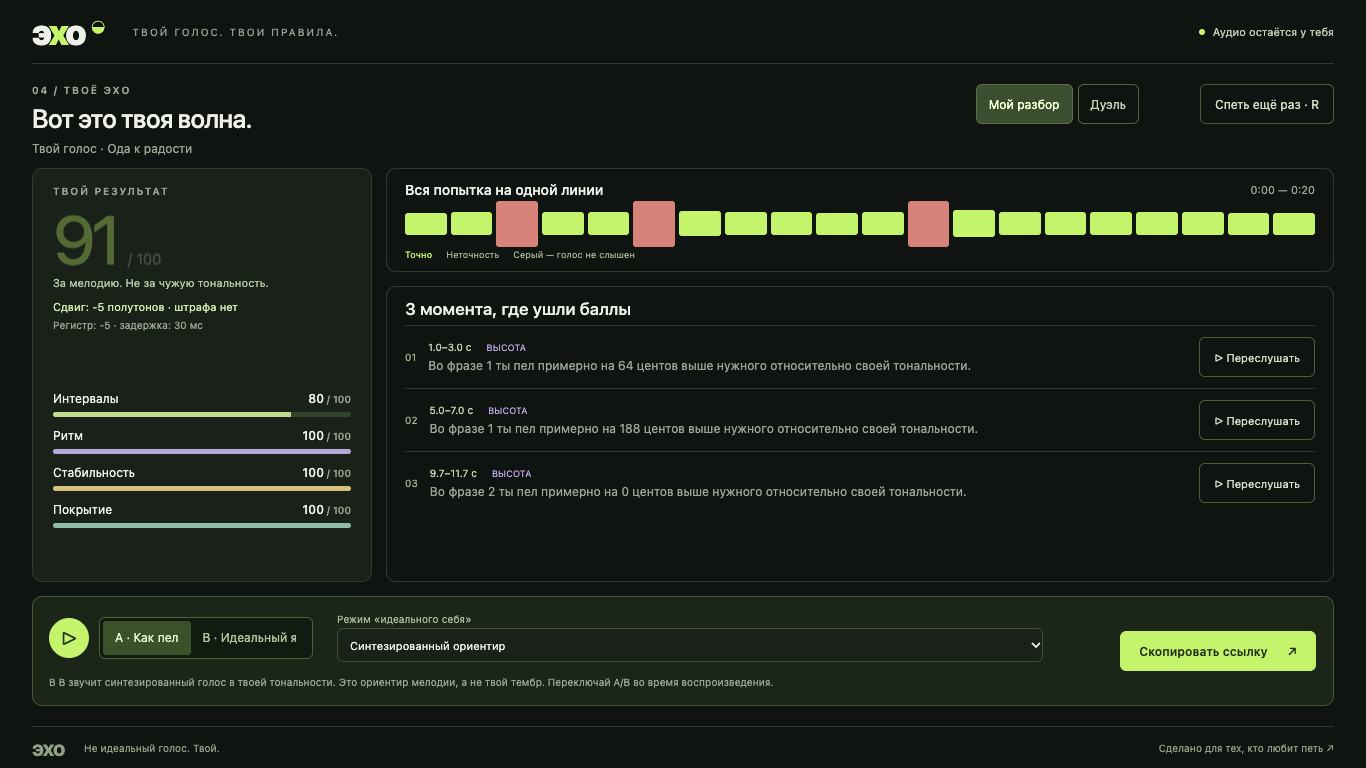 ЭХО
ТВОЙ ГОЛОС. ТВОИ ПРАВИЛА.
Аудио остаётся у тебя
04 / ТВОЁ ЭХО
Вот это твоя волна.
Твой голос · Ода к радости
Мой разбор
Дуэль
Спеть ещё раз · R
ТВОЙ РЕЗУЛЬТАТ
91 / 100
За мелодию. Не за чужую тональность.
Сдвиг: -5 полутонов · штрафа нет
Регистр: -5 · задержка: 30 мс
Интервалы 80 / 100
Ритм 100 / 100
Стабильность 100 / 100
Покрытие 100 / 100
Вся попытка на одной линии
0:00 — 0:20
Точно Неточность Серый — голос не слышен
3 момента, где ушли баллы
01
1.0–3.0 с ВЫСОТА
Во фразе 1 ты пел примерно на 64 центов выше нужного относительно своей тональности.
Переслушать
02
5.0–7.0 с ВЫСОТА
Во фразе 1 ты пел примерно на 188 центов выше нужного относительно своей тональности.
Переслушать
03
9.7–11.7 с ВЫСОТА
Во фразе 2 ты пел примерно на 0 центов выше нужного относительно своей тональности.
Переслушать
A · Как пел
B · Идеальный я
Режим «идеального себя»
Синтезированный ориентир
Скопировать ссылку ↗
В B звучит синтезированный голос в твоей тональности. Это ориентир мелодии, а не твой тембр. Переключай A/B во время воспроизведения.
ЭХО
Не идеальный голос. Твой.
Сделано для тех, кто любит петь ↗